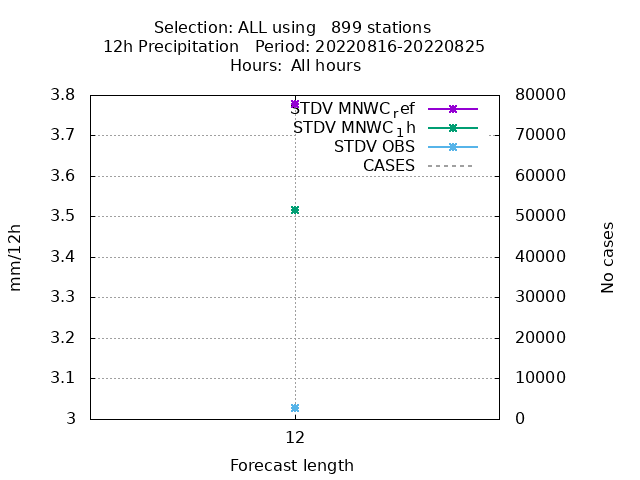 Selection: ALL using   899 stations
12h Precipitation   Period: 20220816-20220825
Hours:  All hours
3.8
3.7
3.6
3.5
3.4
3.3
3.2
3.1
3
80000
70000
60000
50000
40000
30000
20000
10000
0
STDV MNWC_ref
STDV MNWC_1h
STDV OBS
CASES
mm/12h
No cases
12
Forecast length